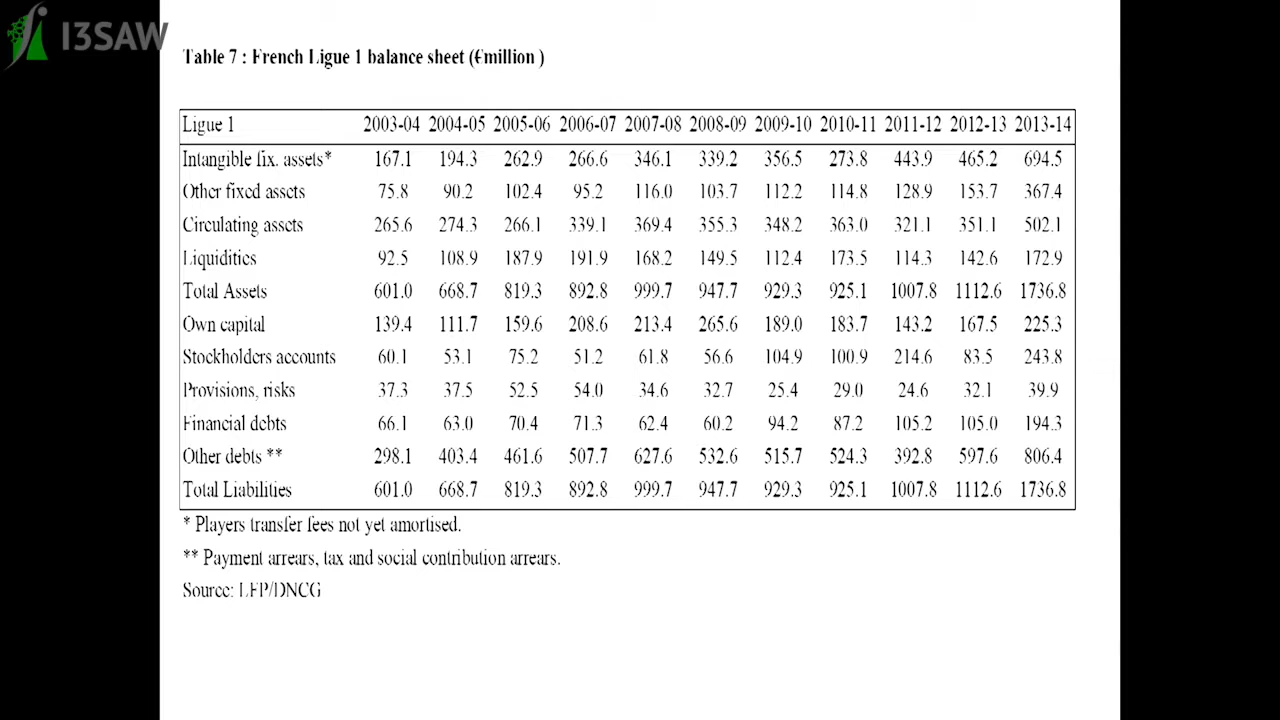 I3SAW
Table 7 : French Ligue 1 balance sheet (€million )
Ligue 1 2003-04 2004-05 2005-06 2006-07 2007-08 2008-09 2009-10 2010-11 2011-12 2012-13 2013-14
Intangible fix. assets* 167.1 194.3 262.9 266.6 346.1 339.2 356.5 273.8 443.9 465.2 694.5
Other fixed assets 75.8 90.2 102.4 95.2 116.0 103.7 112.2 114.8 128.9 153.7 367.4
Circulating assets 265.6 274.3 266.1 339.1 369.4 355.3 348.2 363.0 321.1 351.1 502.1
Liquidities 92.5 108.9 187.9 191.9 168.2 149.5 112.4 173.5 114.3 142.6 172.9
Total Assets 601.0 668.7 819.3 892.8 999.7 947.7 929.3 925.1 1007.8 1112.6 1736.8
Own capital 139.4 111.7 159.6 208.6 213.4 265.6 189.0 183.7 143.2 167.5 225.3
Stockholders accounts 60.1 53.1 75.2 51.2 61.8 56.6 104.9 100.9 214.6 83.5 243.8
Provisions, risks 37.3 37.5 52.5 54.0 34.6 32.7 25.4 29.0 24.6 32.1 39.9
Financial debts 66.1 63.0 70.4 71.3 62.4 60.2 94.2 87.2 105.2 105.0 194.3
Other debts ** 298.1 403.4 461.6 507.7 627.6 532.6 515.7 524.3 392.8 597.6 806.4
Total Liabilities 601.0 668.7 819.3 892.8 999.7 947.7 929.3 925.1 1007.8 1112.6 1736.8
* Players transfer fees not yet amortised.
** Payment arrears, tax and social contribution arrears.
Source: LFP/DNCG